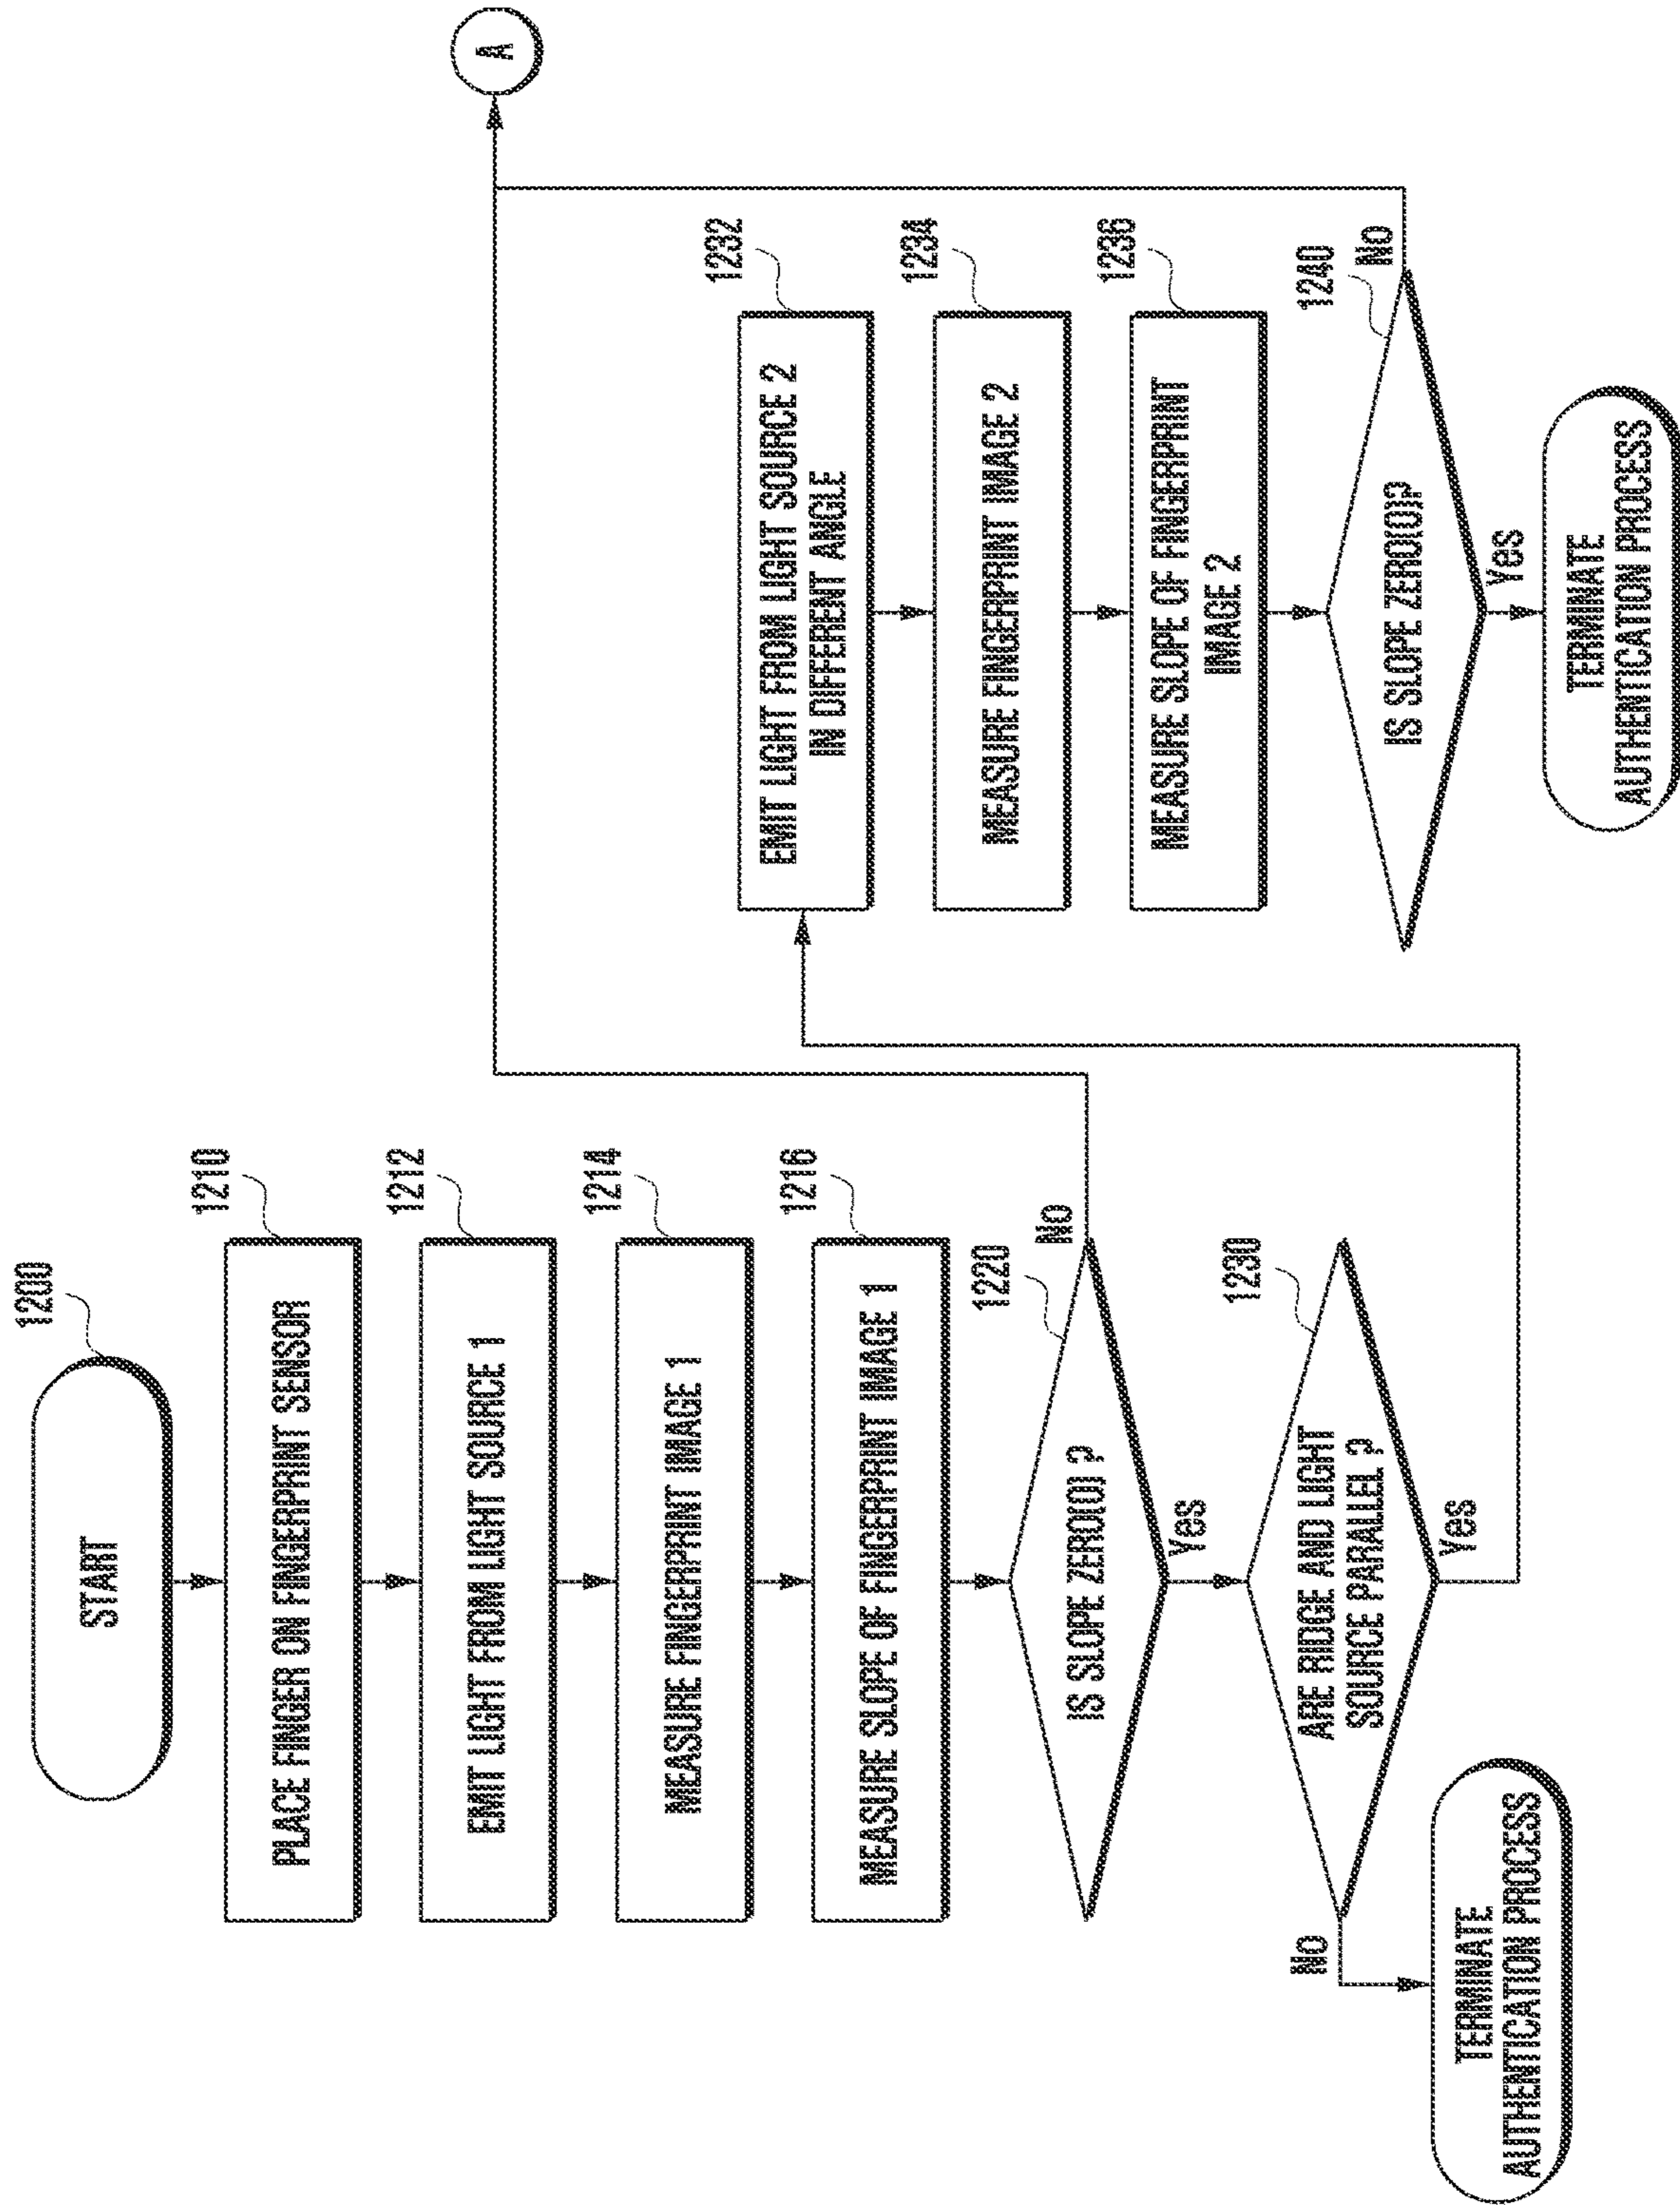 START
1200
PLACE FINGER ON FINGERPRINT SENSOR
1210
EMIT LIGHT FROM LIGHT SOURCE 1
1212
MEASURE FINGERPRINT IMAGE 1
1214
MEASURE SLOPE OF FINGERPRINT IMAGE 1
1216
IS SLOPE ZERO(0) ?
1220
No
Yes
ARE RIDGE AND LIGHT
SOURCE PARALLEL ?
1230
No
Yes
TERMINATE
AUTHENTICATION PROCESS
EMIT LIGHT FROM LIGHT SOURCE 2
IN DIFFERENT ANGLE
1232
MEASURE FINGERPRINT IMAGE 2
1234
MEASURE SLOPE OF FINGERPRINT
IMAGE 2
1236
IS SLOPE ZERO(0)?
1240
No
Yes
TERMINATE
AUTHENTICATION PROCESS
A